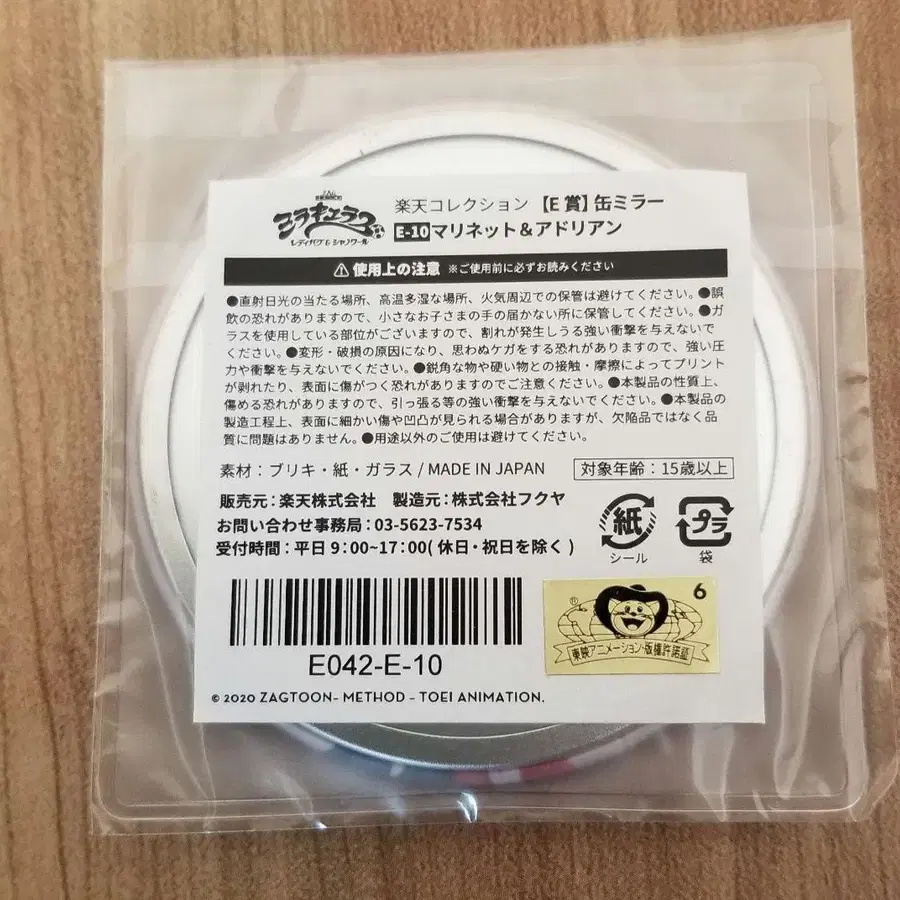 ミラキュラス
レディバグ & シャノワール
楽天コレクション 【E 賞】 缶ミラー
E-10 マリネット & アドリアン
⚠ 使用上の注意 ※ご使用前に必ずお読みください
●直射日光の当たる場所、高温多湿な場所、火気周辺での保管は避けてください。●誤
飲の恐れがありますので、小さなお子さまの手の届かない所に保管してください。●ガ
ラスを使用している部位がございますので、割れが発生しうる強い衝撃を与えないで
ください。●変形・破損の原因になり、思わぬケガをする恐れがありますので、強い圧
力や衝撃を与えないでください。●鋭角な物や硬い物との接触・摩擦によってプリント
が剥れたり、表面に傷がつく恐れがありますのでご注意ください。●本製品の性質上、
傷める恐れがありますので、引っ張る等の強い衝撃を与えないでください。●本製品の
製造工程上、表面に細かい傷や凹凸が見られる場合がありますが、欠陥品ではなく品
質に問題はありません。●用途以外のご使用は避けてください。
素材：ブリキ・紙・ガラス / MADE IN JAPAN 対象年齢：15歳以上
販売元：楽天株式会社 製造元：株式会社フクヤ
お問い合わせ事務局：03-5623-7534
受付時間：平日 9：00~17：00( 休日・祝日を除く )
紙
シール
プラ
袋
6
®
東映アニメーション・版権許諾証
E042-E-10
© 2020 ZAGTOON- METHOD - TOEI ANIMATION.